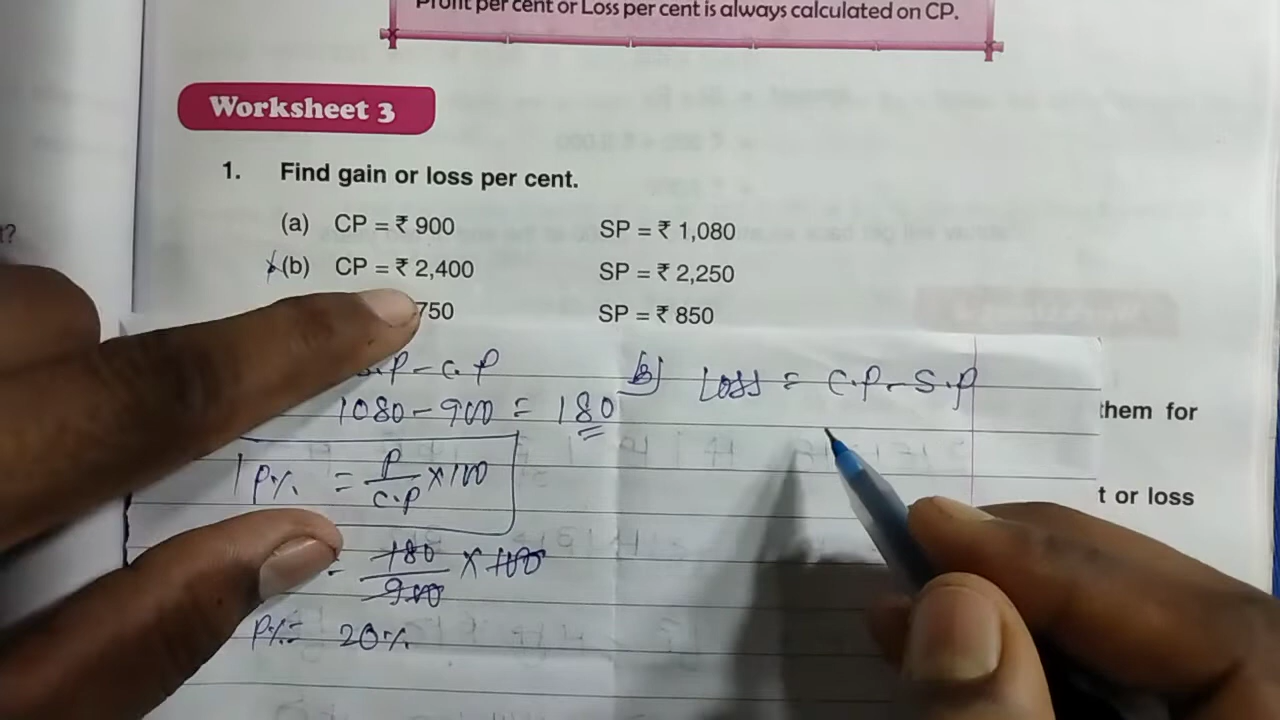 Profit per cent or Loss per cent is always calculated on CP.
Worksheet 3
1. Find gain or loss per cent.
(a) CP = ₹ 900 SP = ₹ 1,080
(b) CP = ₹ 2,400 SP = ₹ 2,250
750 SP = ₹ 850
S.P - C.P
1080 - 900 = 180
P% = P/C.P × 100
= 180/900 × 100
P% = 20%
(b) Loss = C.P - S.P
them for
t or loss
t?